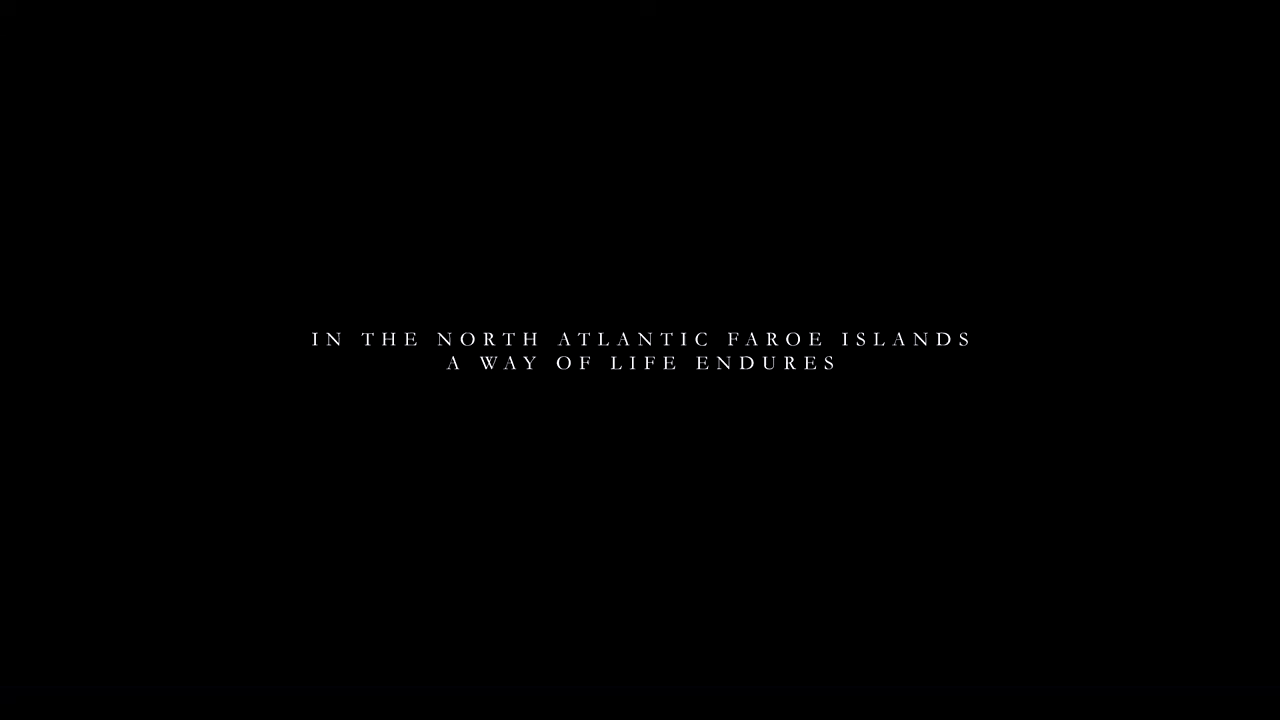 IN THE NORTH ATLANTIC FAROE ISLANDS
A WAY OF LIFE ENDURES